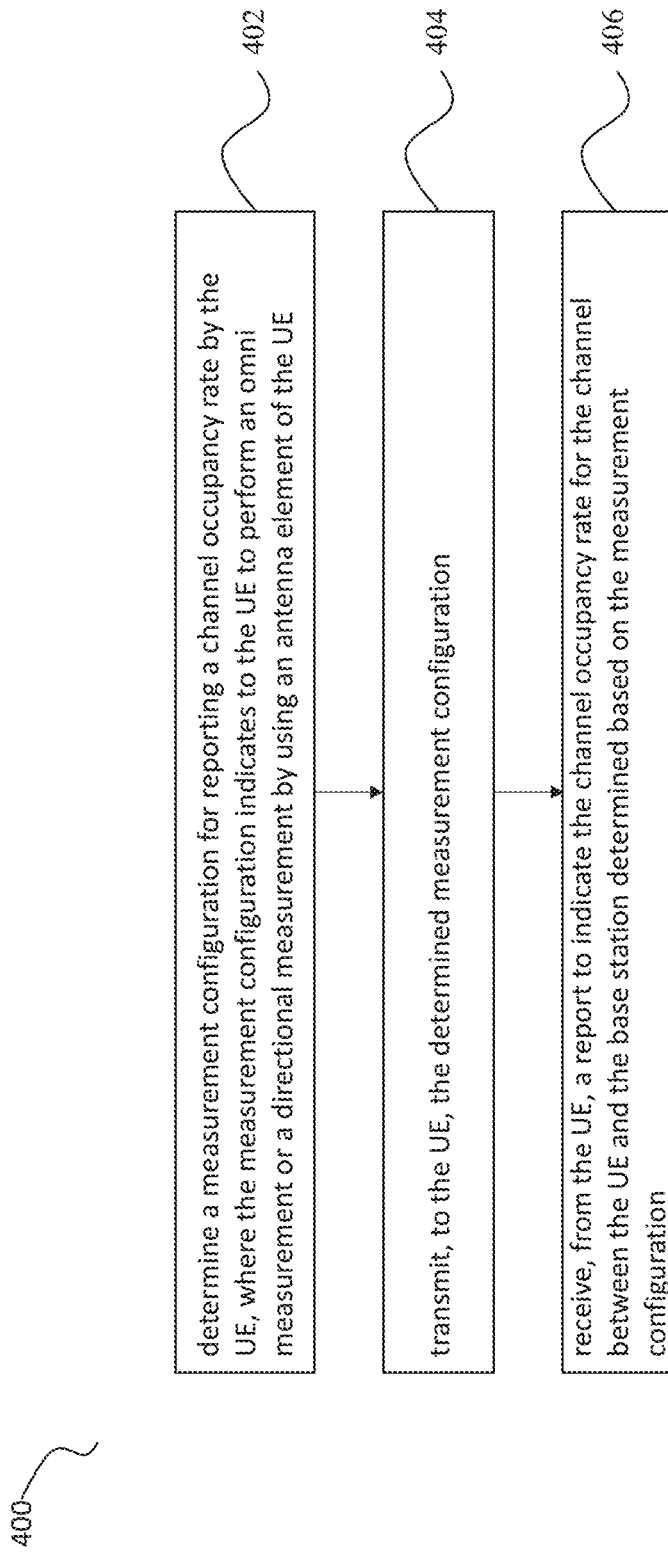 400
determine a measurement configuration for reporting a channel occupancy rate by the
UE, where the measurement configuration indicates to the UE to perform an omni
measurement or a directional measurement by using an antenna element of the UE
402
transmit, to the UE, the determined measurement configuration
404
receive, from the UE, a report to indicate the channel occupancy rate for the channel
between the UE and the base station determined based on the measurement
configuration
406